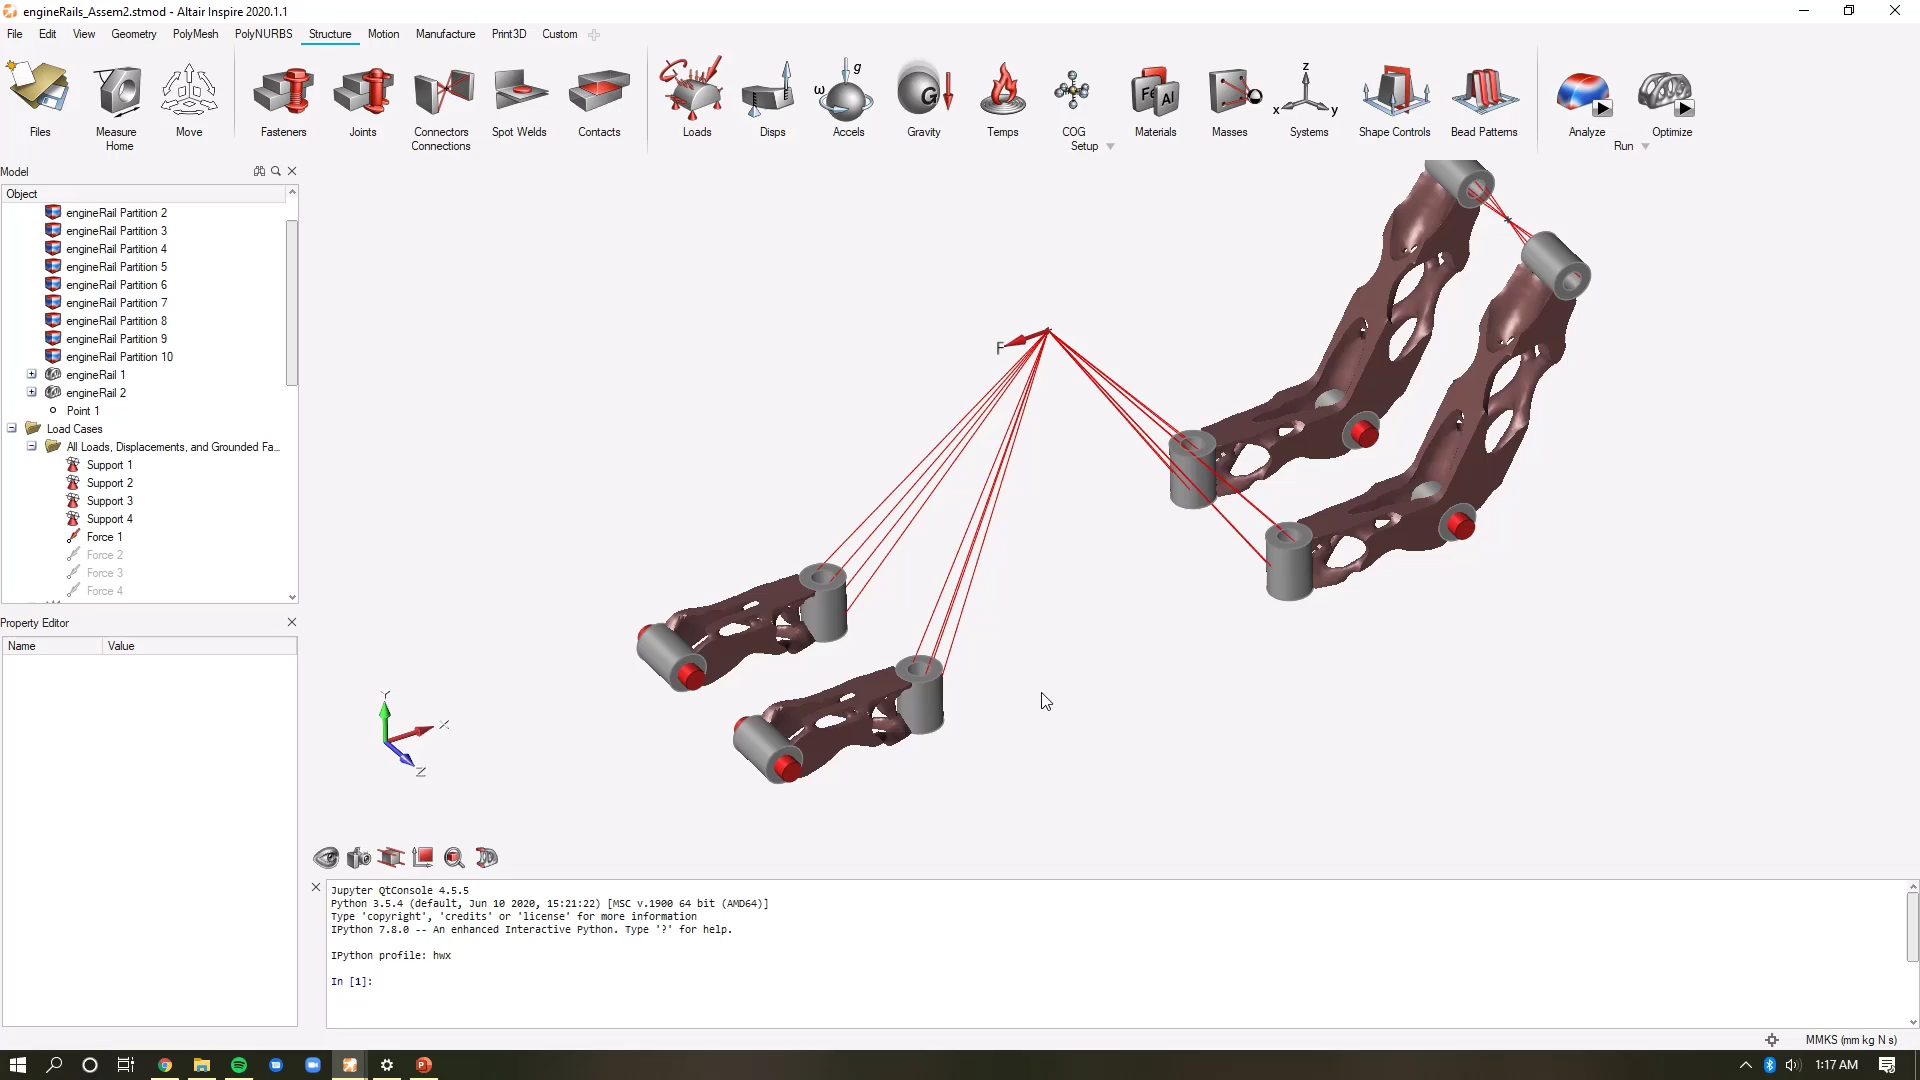 engineRails_Assem2.stmod - Altair Inspire 2020.1.1
File Edit View Geometry PolyMesh PolyNURBS Structure Motion Manufacture Print3D Custom
g
ω
G
Fe Al
z
x y
Files Measure Move Fasteners Joints Connectors Spot Welds Contacts Loads Disps Accels Gravity Temps COG Materials Masses Systems Shape Controls Bead Patterns Analyze Optimize
Home Connections Setup Run
Model
Object
engineRail Partition 2
engineRail Partition 3
engineRail Partition 4
engineRail Partition 5
engineRail Partition 6
engineRail Partition 7
engineRail Partition 8
engineRail Partition 9
engineRail Partition 10
engineRail 1
engineRail 2
Point 1
Load Cases
All Loads, Displacements, and Grounded Fa...
Support 1
Support 2
Support 3
Support 4
Force 1
Force 2
Force 3
Force 4
Property Editor
Name Value
F
Y
X
Z
Jupyter QtConsole 4.5.5
Python 3.5.4 (default, Jun 10 2020, 15:21:22) [MSC v.1900 64 bit (AMD64)]
Type 'copyright', 'credits' or 'license' for more information
IPython 7.8.0 -- An enhanced Interactive Python. Type '?' for help.
IPython profile: hwx
In [1]:
MMKS (mm kg N s)
1:17 AM